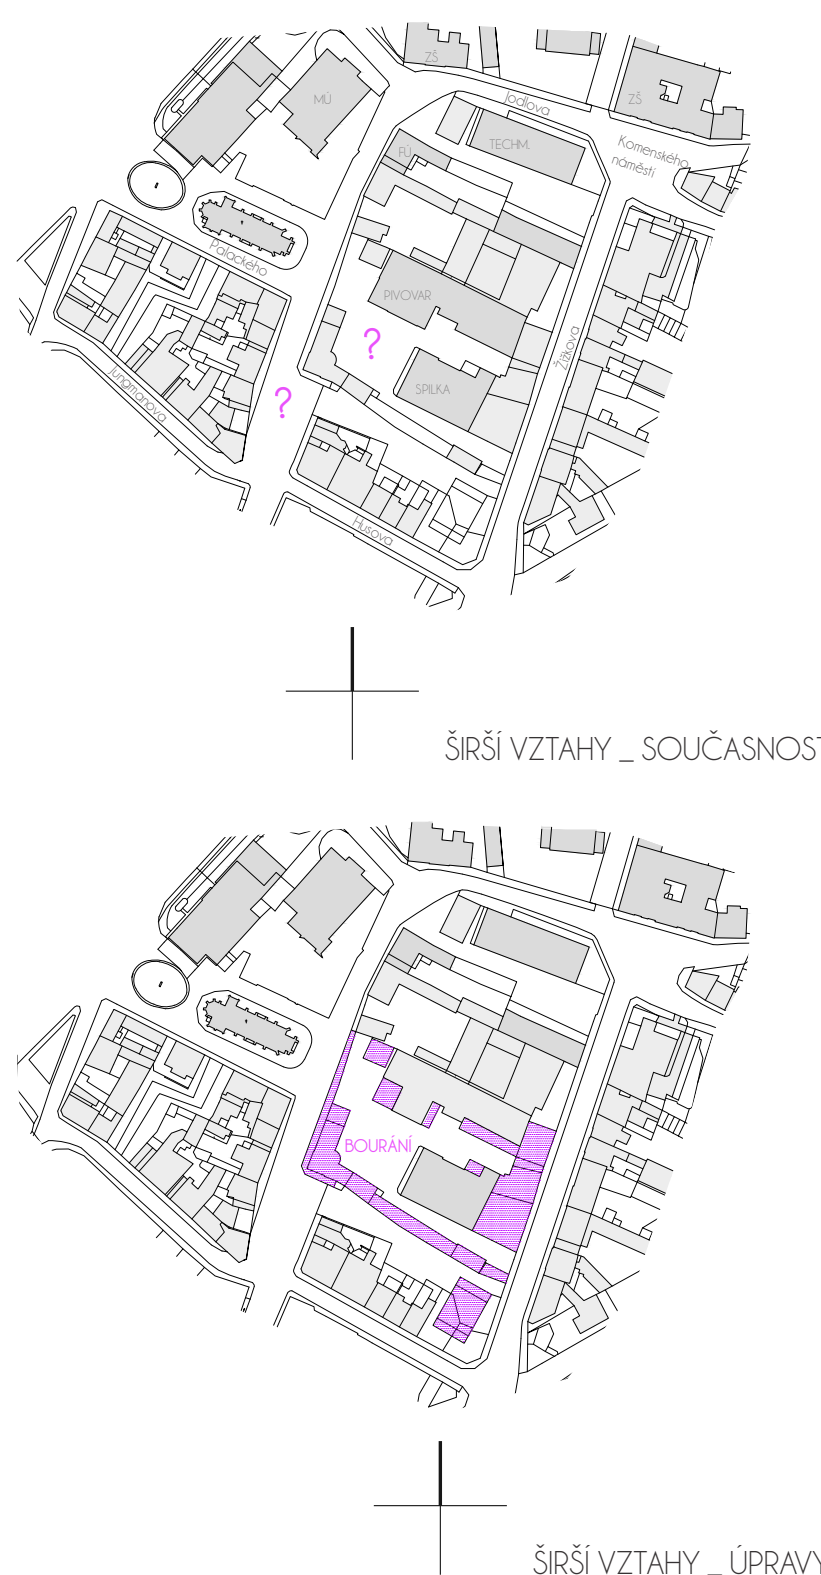 ZŠ
MÚ
Jodlova
ZŠ
FÚ
TECHM.
Komenského
náměstí
Palackého
PIVOVAR
?
Žižkova
Jungmanova
?
SPILKA
Husova
ŠIRŠÍ VZTAHY _ SOUČASNOST
BOURÁNÍ
ŠIRŠÍ VZTAHY _ ÚPRAVY